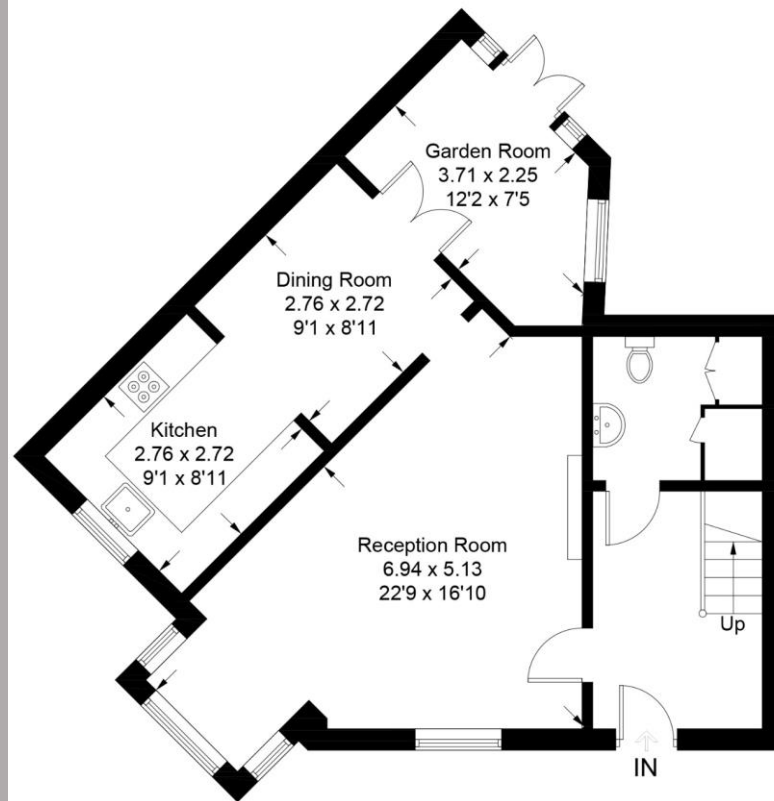 Garden Room
3.71 x 2.25
12'2 x 7'5
Dining Room
2.76 x 2.72
9'1 x 8'11
Kitchen
2.76 x 2.72
9'1 x 8'11
Reception Room
6.94 x 5.13
22'9 x 16'10
Up
IN